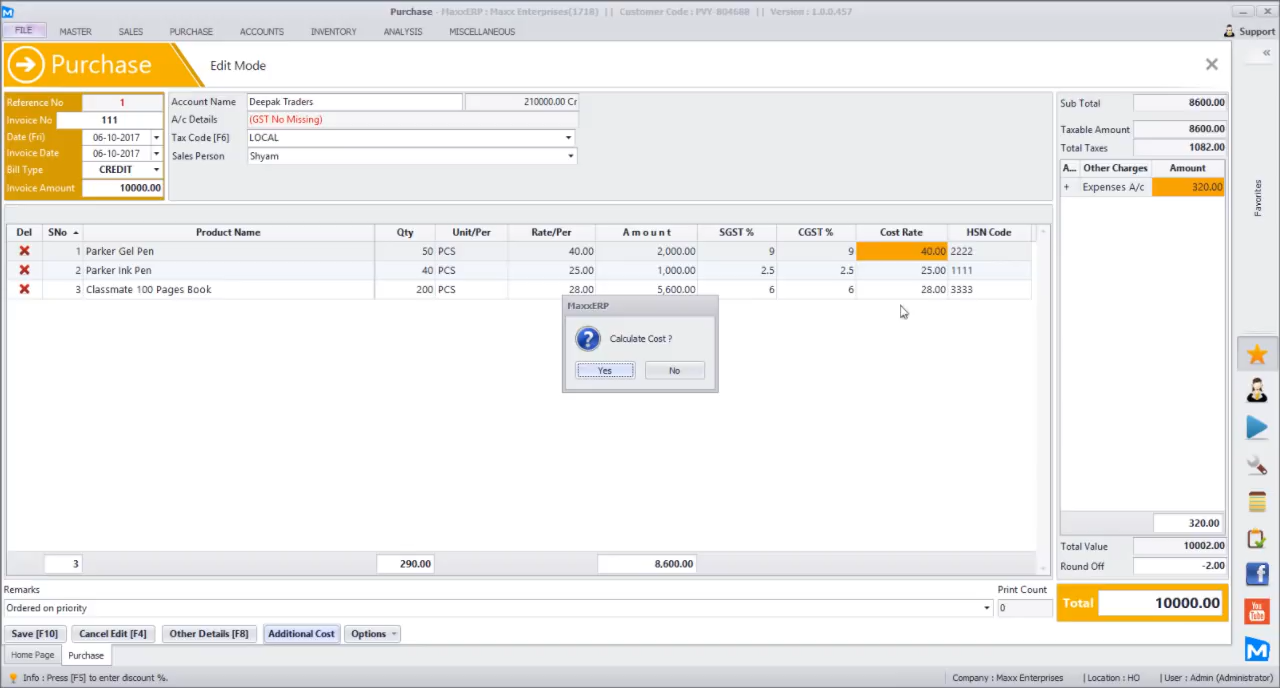 Purchase - MaxxERP : Maxx Enterprises(1718) || Customer Code : PVY-804688 || Version : 1.0.0.457
FILE MASTER SALES PURCHASE ACCOUNTS INVENTORY ANALYSIS MISCELLANEOUS Support
Purchase Edit Mode
Reference No 1 Account Name Deepak Traders 210000.00 Cr Sub Total 8600.00
Invoice No 111 A/c Details (GST No Missing)
Date (Fri) 06-10-2017 Tax Code [F6] LOCAL Taxable Amount 8600.00
Invoice Date 06-10-2017 Sales Person Shyam Total Taxes 1082.00
Bill Type CREDIT A... Other Charges Amount
Invoice Amount 10000.00 + Expenses A/c 320.00
Favorites
Del SNo Product Name Qty Unit/Per Rate/Per Amount SGST % CGST % Cost Rate HSN Code
1 Parker Gel Pen 50 PCS 40.00 2,000.00 9 9 40.00 2222
2 Parker Ink Pen 40 PCS 25.00 1,000.00 2.5 2.5 25.00 1111
3 Classmate 100 Pages Book 200 PCS 28.00 5,600.00 6 6 28.00 3333
MaxxERP
Calculate Cost ?
Yes No
320.00
Total Value 10002.00
Round Off -2.00
3 290.00 8,600.00
Remarks Print Count
Ordered on priority 0
Total 10000.00
Save [F10] Cancel Edit [F4] Other Details [F8] Additional Cost Options
You Tube
Home Page Purchase
Info : Press [F5] to enter discount %. Company : Maxx Enterprises | Location : HO | User : Admin (Administrator)